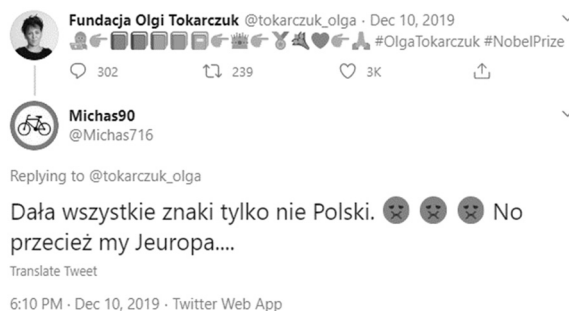 Fundacja Olgi Tokarczuk @tokarczuk_olga · Dec 10, 2019
#OlgaTokarczuk #NobelPrize
302 239 3K
Michas90
@Michas716
Replying to @tokarczuk_olga
Dała wszystkie znaki tylko nie Polski. No
przecież my Jeuropa....
Translate Tweet
6:10 PM · Dec 10, 2019 · Twitter Web App